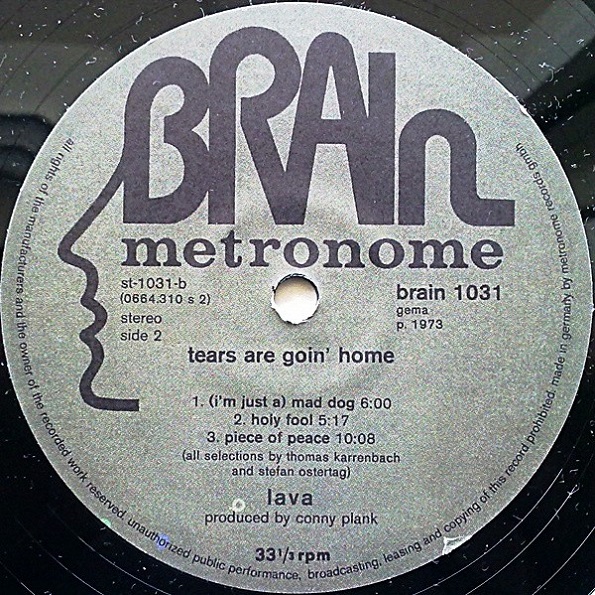 BRAIN
metronome
st-1031-b
(0664.310 s 2)
stereo
side 2
brain 1031
gema
p. 1973
tears are goin' home
1. (i'm just a) mad dog 6:00
2. holy fool 5:17
3. piece of peace 10:08
(all selections by thomas karrenbach
and stefan ostertag)
lava
produced by conny plank
33 1/3 rpm
all rights of the manufacturers and the owner of the recorded work reserved, unauthorized public performance, broadcasting, leasing and copying of this record prohibited. made in germany by metronome records gmbh